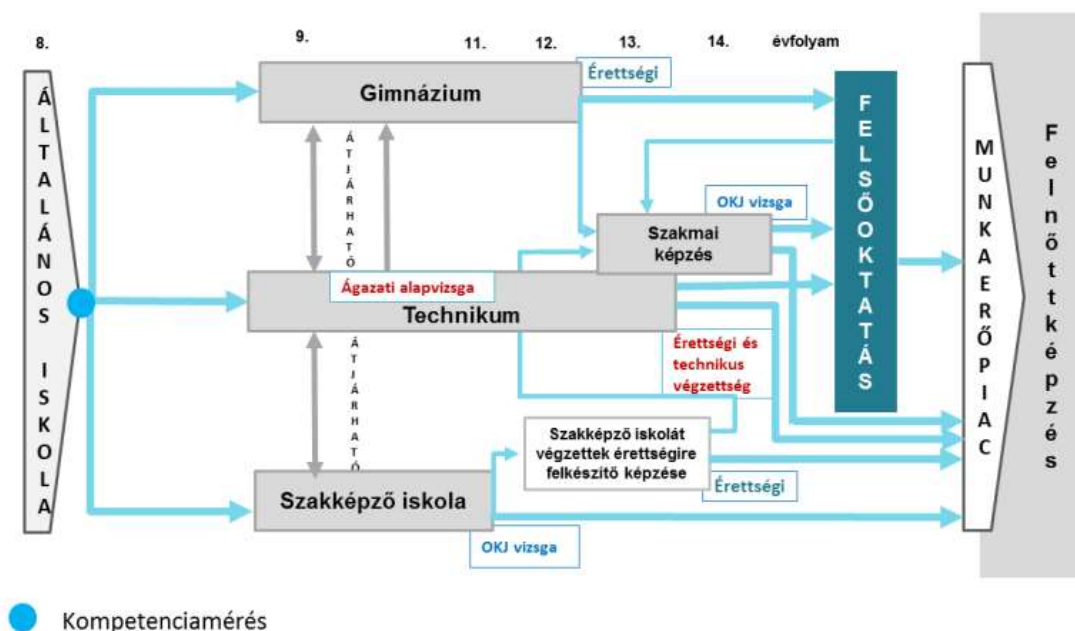 8.
9.
11.
12.
13.
14.
évfolyam
ÁLTALÁNOS ISKOLA
Gimnázium
Érettségi
ÁTJÁRHATÓ
Ágazati alapvizsga
Technikum
Szakmai
képzés
OKJ vizsga
Érettségi és
technikus
végzettség
ÁTJÁRHATÓ
Szakképző iskolát
végzettek érettségire
felkészítő képzése
Érettségi
Szakképző iskola
OKJ vizsga
FELSŐOKTATÁS
MUNKAERŐPIAC
Felnőttképzés
Kompetenciamérés